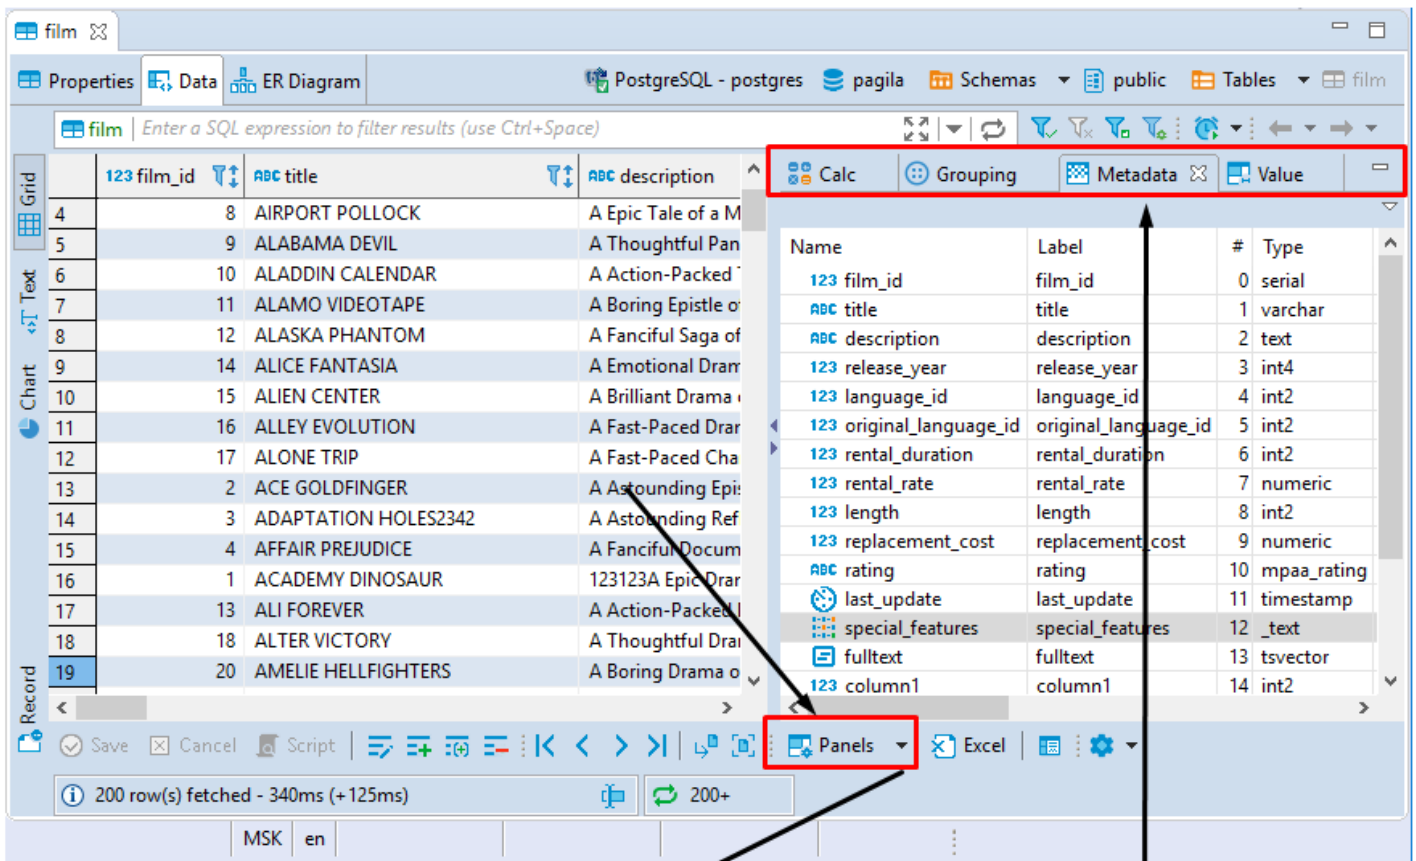 film
Properties Data ER Diagram PostgreSQL - postgres pagila Schemas public Tables film
film Enter a SQL expression to filter results (use Ctrl+Space)
Grid
Text
Chart
Record
123 film_id ABC title ABC description
4 8 AIRPORT POLLOCK A Epic Tale of a M
5 9 ALABAMA DEVIL A Thoughtful Pan
6 10 ALADDIN CALENDAR A Action-Packed
7 11 ALAMO VIDEOTAPE A Boring Epistle of
8 12 ALASKA PHANTOM A Fanciful Saga of
9 14 ALICE FANTASIA A Emotional Dram
10 15 ALIEN CENTER A Brilliant Drama
11 16 ALLEY EVOLUTION A Fast-Paced Drar
12 17 ALONE TRIP A Fast-Paced Cha
13 2 ACE GOLDFINGER A Astounding Epis
14 3 ADAPTATION HOLES2342 A Astounding Ref
15 4 AFFAIR PREJUDICE A Fanciful Docum
16 1 ACADEMY DINOSAUR 123123A Epic Drar
17 13 ALI FOREVER A Action-Packed
18 18 ALTER VICTORY A Thoughtful Drar
19 20 AMELIE HELLFIGHTERS A Boring Drama o
Calc Grouping Metadata Value
Name Label # Type
123 film_id film_id 0 serial
ABC title title 1 varchar
ABC description description 2 text
123 release_year release_year 3 int4
123 language_id language_id 4 int2
123 original_language_id original_language_id 5 int2
123 rental_duration rental_duration 6 int2
123 rental_rate rental_rate 7 numeric
123 length length 8 int2
123 replacement_cost replacement_cost 9 numeric
ABC rating rating 10 mpaa_rating
last_update last_update 11 timestamp
special_features special_features 12 _text
fulltext fulltext 13 tsvector
123 column1 column1 14 int2
Save Cancel Script Panels Excel
200 row(s) fetched - 340ms (+125ms) 200+
MSK en